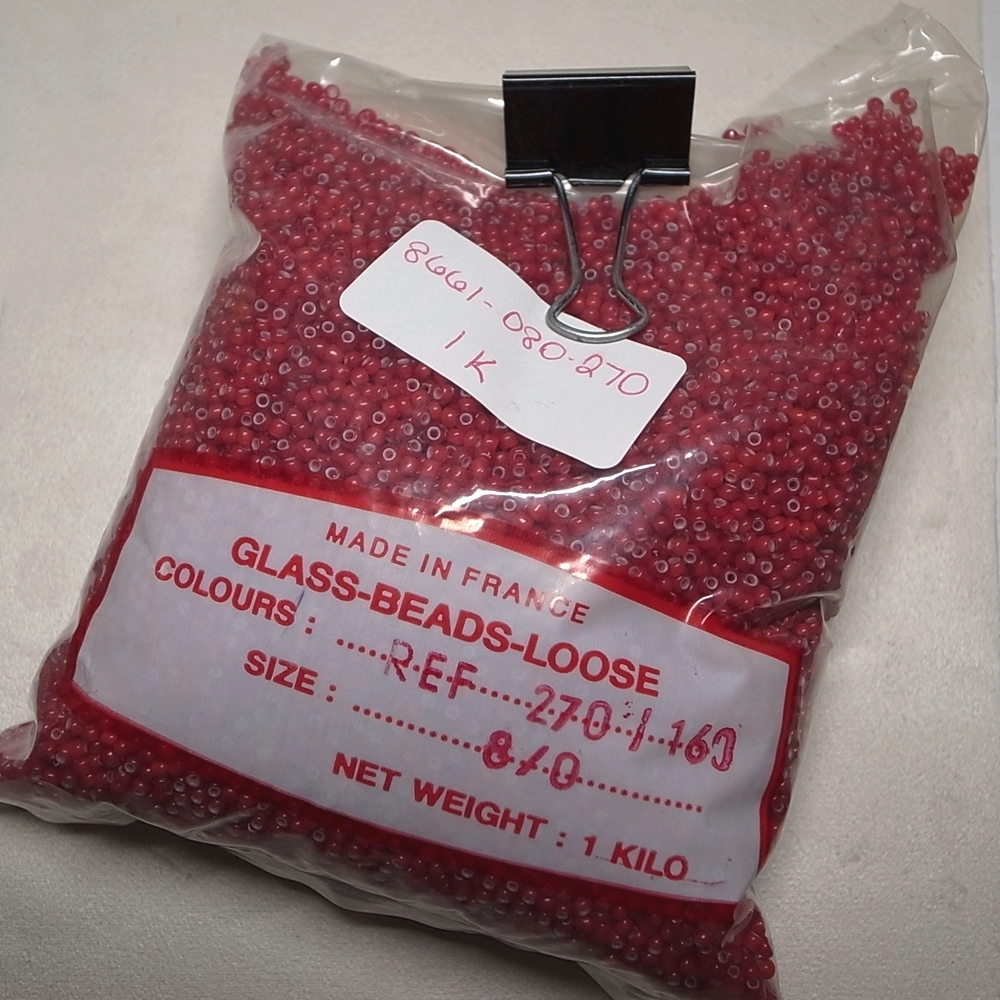 8661-080-270
1 K
MADE IN FRANCE
GLASS-BEADS-LOOSE
COLOURS : REF 270/160
SIZE : 8/0
NET WEIGHT : 1 KILO